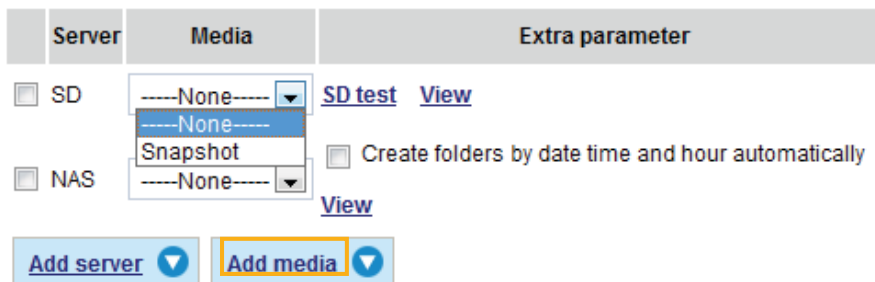 Server Media Extra parameter
SD -----None----- SD test View
-----None-----
Snapshot
Create folders by date time and hour automatically
NAS -----None-----
View
Add server Add media